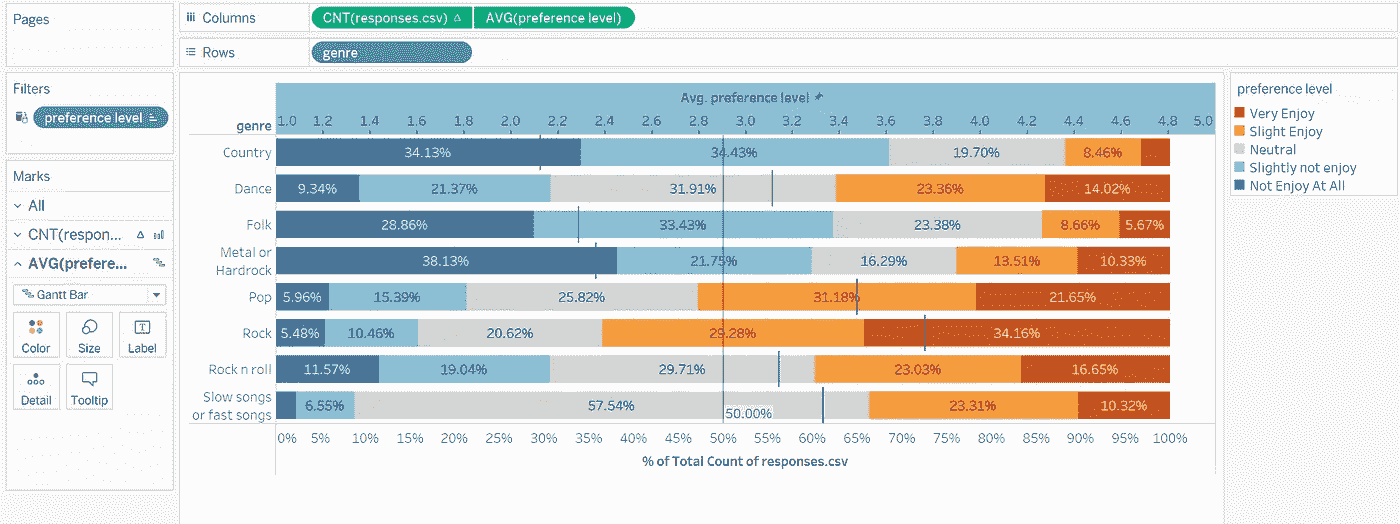 Pages
Columns
CNT(responses.csv) Δ
AVG(preference level)
Rows
genre
Filters
preference level
Marks
All
CNT(respon... Δ
AVG(prefere...
Gantt Bar
Color
Size
Label
Detail
Tooltip
Avg. preference level
genre
1.0 1.2 1.4 1.6 1.8 2.0 2.2 2.4 2.6 2.8 3.0 3.2 3.4 3.6 3.8 4.0 4.2 4.4 4.6 4.8 5.0
Country 34.13% 34.43% 19.70% 8.46%
Dance 9.34% 21.37% 31.91% 23.36% 14.02%
Folk 28.86% 33.43% 23.38% 8.66% 5.67%
Metal or
Hardrock 38.13% 21.75% 16.29% 13.51% 10.33%
Pop 5.96% 15.39% 25.82% 31.18% 21.65%
Rock 5.48% 10.46% 20.62% 29.28% 34.16%
Rock n roll 11.57% 19.04% 29.71% 23.03% 16.65%
Slow songs
or fast songs 6.55% 57.54% 23.31% 10.32%
50.00%
0% 5% 10% 15% 20% 25% 30% 35% 40% 45% 50% 55% 60% 65% 70% 75% 80% 85% 90% 95% 100%
% of Total Count of responses.csv
preference level
Very Enjoy
Slight Enjoy
Neutral
Slightly not enjoy
Not Enjoy At All